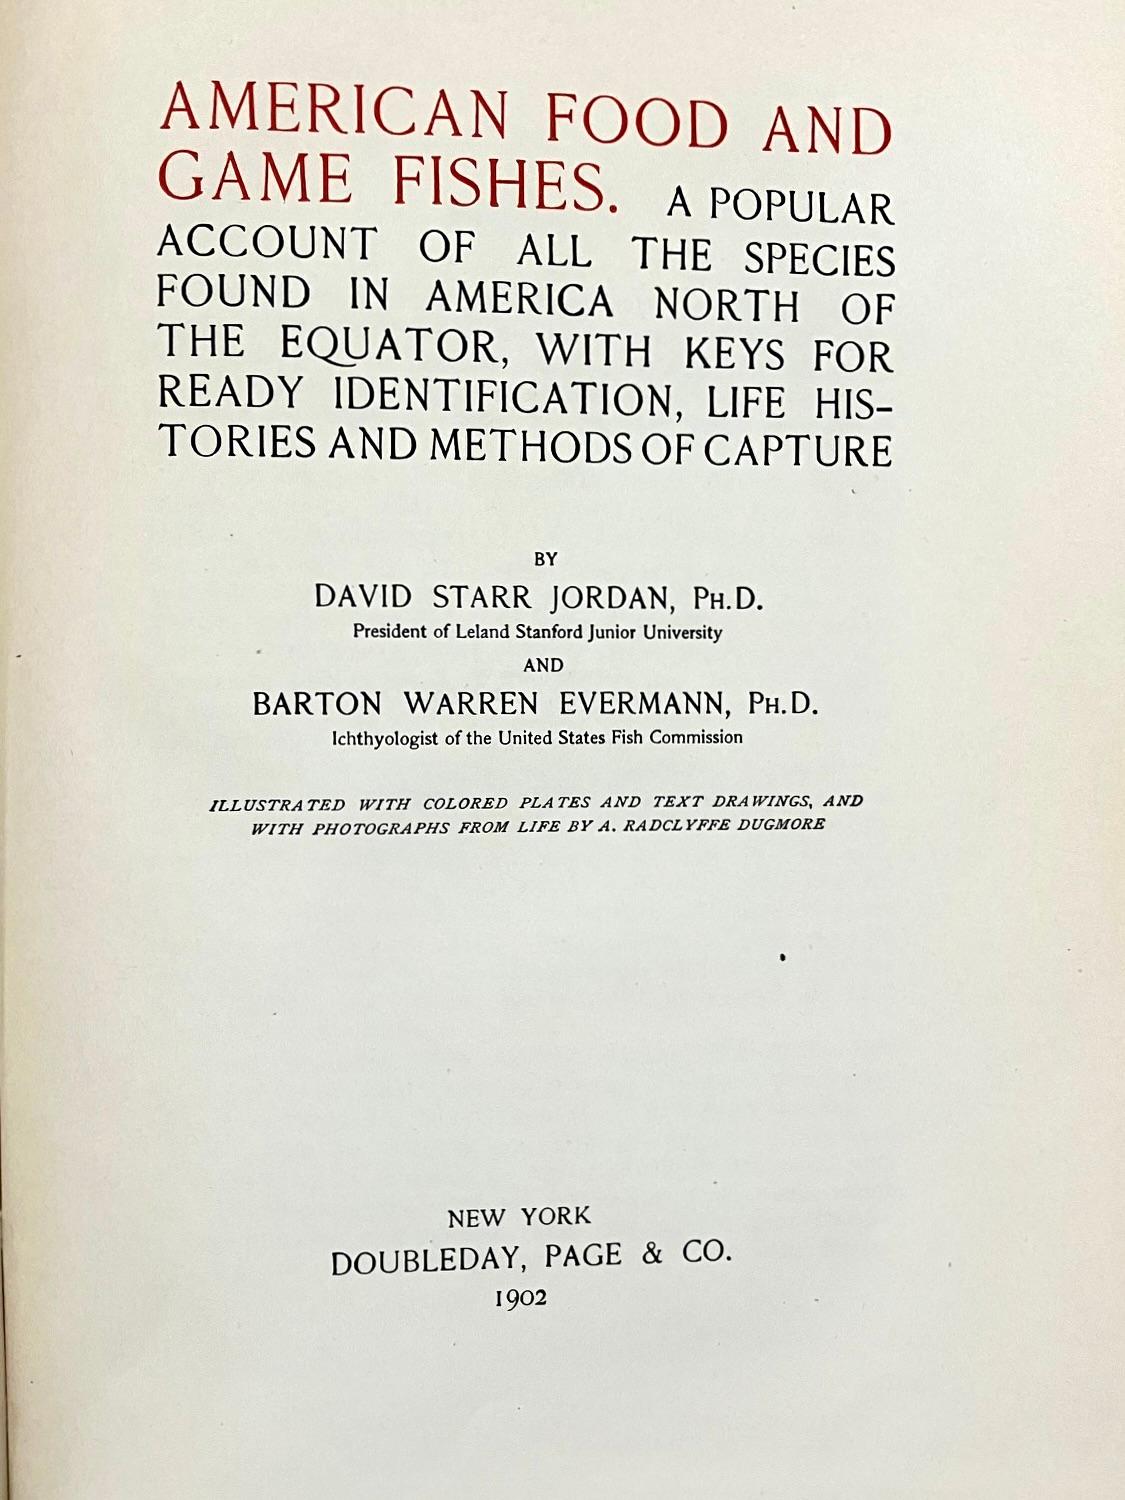 AMERICAN FOOD AND
GAME FISHES. A POPULAR
ACCOUNT OF ALL THE SPECIES
FOUND IN AMERICA NORTH OF
THE EQUATOR, WITH KEYS FOR
READY IDENTIFICATION, LIFE HIS-
TORIES AND METHODS OF CAPTURE
BY
DAVID STARR JORDAN, PH.D.
President of Leland Stanford Junior University
AND
BARTON WARREN EVERMANN, PH.D.
Ichthyologist of the United States Fish Commission
ILLUSTRATED WITH COLORED PLATES AND TEXT DRAWINGS, AND
WITH PHOTOGRAPHS FROM LIFE BY A. RADCLYFFE DUGMORE
NEW YORK
DOUBLEDAY, PAGE & CO.
1902